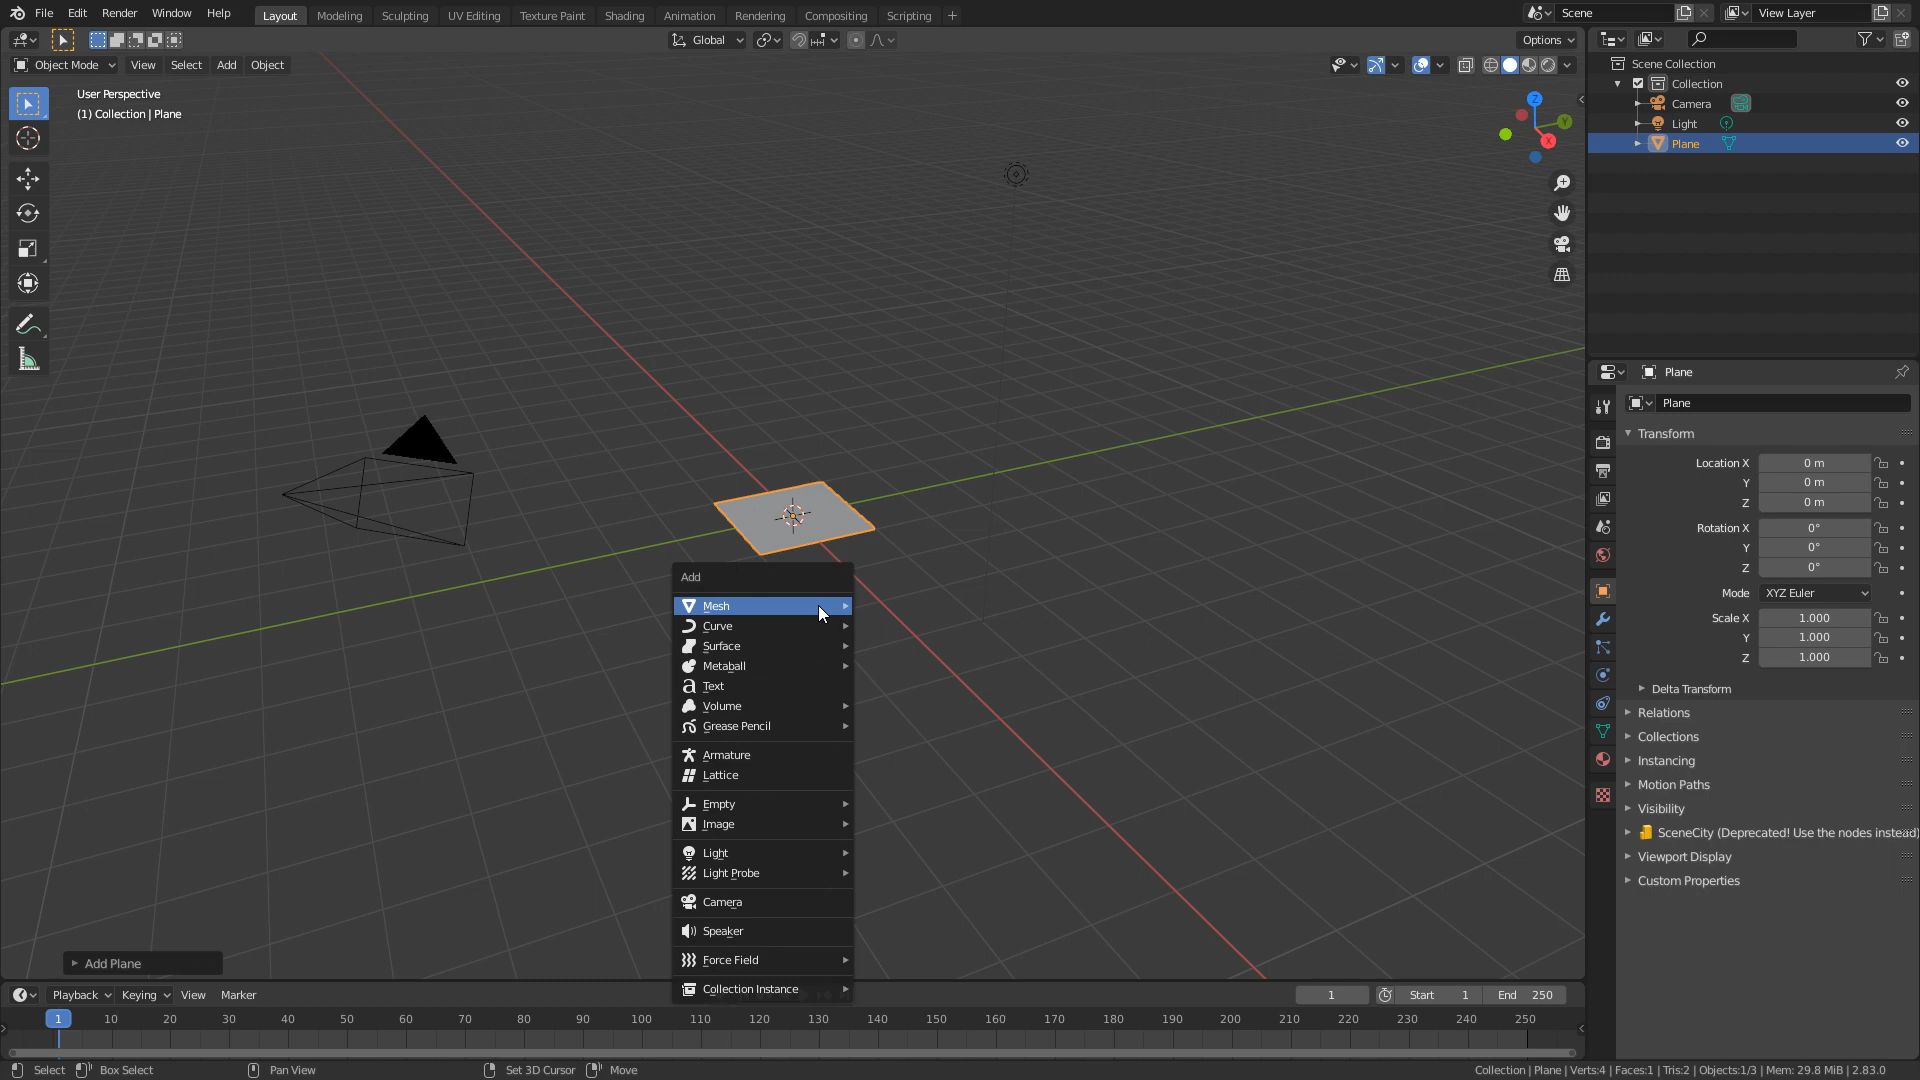 File Edit Render Window Help Layout Modeling Sculpting UV Editing Texture Paint Shading Animation Rendering Compositing Scripting + Scene View Layer
Global Options
Object Mode View Select Add Object
User Perspective
(1) Collection | Plane
Z
Y
X
Scene Collection
Collection
Camera
Light
Plane
Plane
Plane
Transform
Location X 0 m
Y 0 m
Z 0 m
Rotation X 0°
Y 0°
Z 0°
Mode XYZ Euler
Scale X 1.000
Y 1.000
Z 1.000
Delta Transform
Relations
Collections
Instancing
Motion Paths
Visibility
SceneCity (Deprecated! Use the nodes instead)
Viewport Display
Custom Properties
Add
Mesh
Curve
Surface
Metaball
Text
Volume
Grease Pencil
Armature
Lattice
Empty
Image
Light
Light Probe
Camera
Speaker
Force Field
Collection Instance
Add Plane
Playback Keying View Marker 1 Start 1 End 250
1 10 20 30 40 50 60 70 80 90 100 110 120 130 140 150 160 170 180 190 200 210 220 230 240 250
Select Box Select Pan View Set 3D Cursor Move Collection | Plane | Verts:4 | Faces:1 | Tris:2 | Objects:1/3 | Mem: 29.8 MiB | 2.83.0